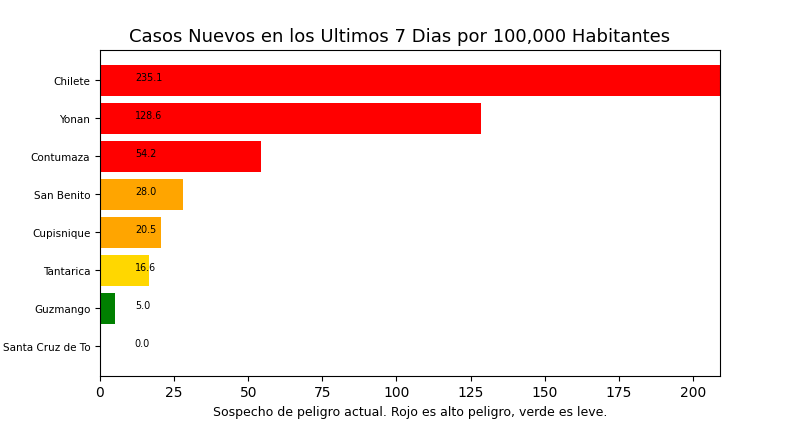 Casos Nuevos en los Ultimos 7 Dias por 100,000 Habitantes
Chilete 235.1
Yonan 128.6
Contumaza 54.2
San Benito 28.0
Cupisnique 20.5
Tantarica 16.6
Guzmango 5.0
Santa Cruz de To 0.0
0 25 50 75 100 125 150 175 200
Sospecho de peligro actual. Rojo es alto peligro, verde es leve.